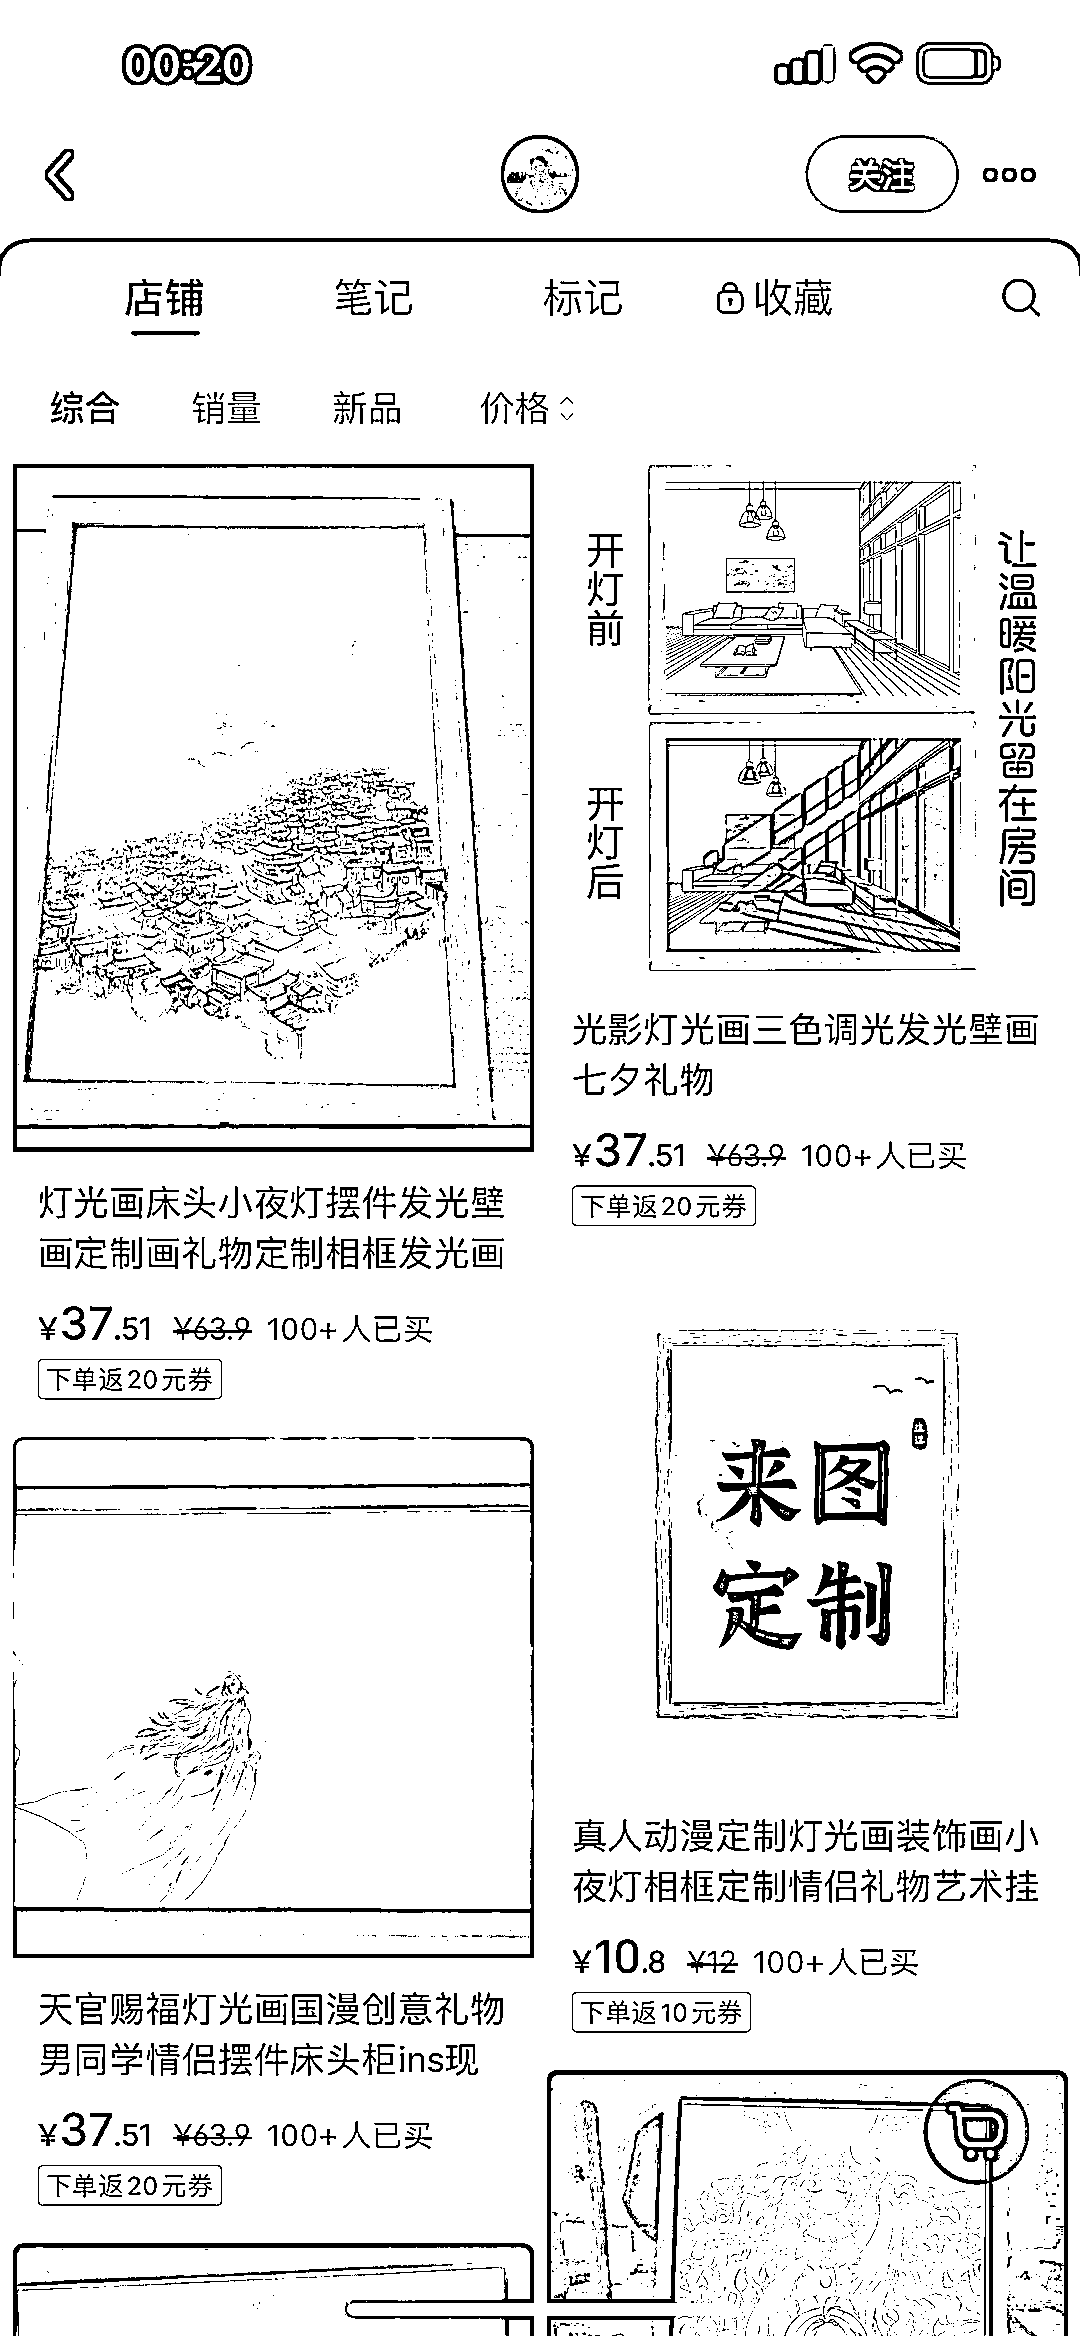 00:20
关注
店铺 笔记 标记 收藏
综合 销量 新品 价格
开灯前
开灯后
让温暖阳光留在房间
光影灯光画三色调光发光壁画
七夕礼物
¥37.51 ¥63.9 100+人已买
下单返20元券
灯光画床头小夜灯摆件发光壁
画定制画礼物定制相框发光画
¥37.51 ¥63.9 100+人已买
下单返20元券
来图
定制
真人动漫定制灯光画装饰画小
夜灯相框定制情侣礼物艺术挂
¥10.8 ¥12 100+人已买
下单返10元券
天官赐福灯光画国漫创意礼物
男同学情侣摆件床头柜ins现
¥37.51 ¥63.9 100+人已买
下单返20元券